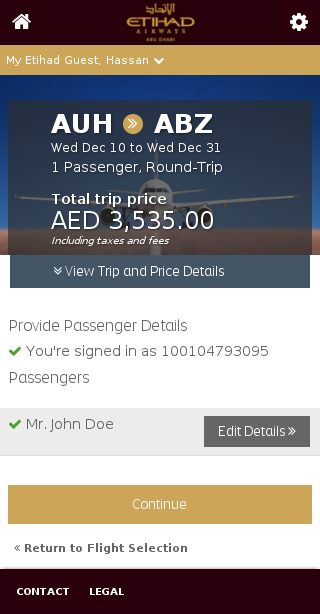 الإتحاد
ETIHAD
AIRWAYS
ABU DHABI
My Etihad Guest, Hassan
AUH ABZ
Wed Dec 10 to Wed Dec 31
1 Passenger, Round-Trip
Total trip price
AED 3,535.00
Including taxes and fees
View Trip and Price Details
Provide Passenger Details
You're signed in as 100104793095
Passengers
Mr. John Doe
Edit Details »
Continue
« Return to Flight Selection
CONTACT LEGAL